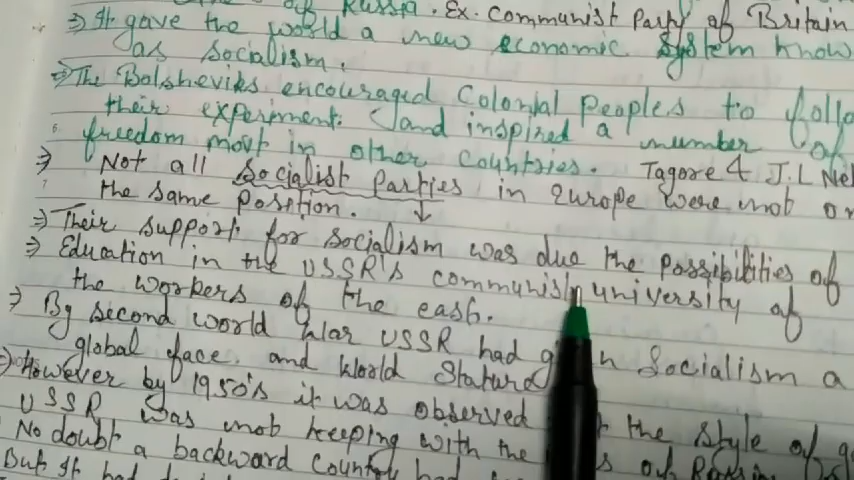 of Russia. Ex. Communist Party of Britain
⇒ It gave the world a new economic system know
as socialism.
⇒ The Bolsheviks encouraged colonial peoples to follo
their experiment. (and inspired a number of
freedom movt in other countries. Tagore & J.L Neh
⇒ Not all socialist parties in Europe were not on
the same position.
⇒ Their support for socialism was due the possibilities of
⇒ Eduation in the USSR's communist university of
the workers of the east.
⇒ By second world War USSR had g n Socialism a
global face, and World Stature
⇒ However by 1950's it was observed the style of g
USSR was not keeping with the s of
No doubt a backward country had
But it had